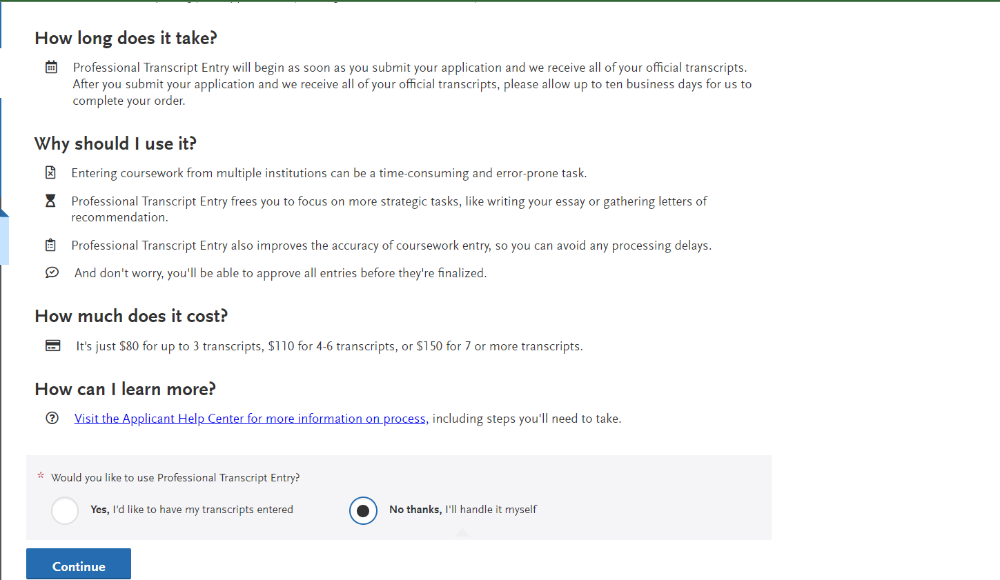 How long does it take?
Professional Transcript Entry will begin as soon as you submit your application and we receive all of your official transcripts.
After you submit your application and we receive all of your official transcripts, please allow up to ten business days for us to
complete your order.
Why should I use it?
Entering coursework from multiple institutions can be a time-consuming and error-prone task.
Professional Transcript Entry frees you to focus on more strategic tasks, like writing your essay or gathering letters of
recommendation.
Professional Transcript Entry also improves the accuracy of coursework entry, so you can avoid any processing delays.
And don't worry, you'll be able to approve all entries before they're finalized.
How much does it cost?
It's just $80 for up to 3 transcripts, $110 for 4-6 transcripts, or $150 for 7 or more transcripts.
How can I learn more?
Visit the Applicant Help Center for more information on process, including steps you'll need to take.
* Would you like to use Professional Transcript Entry?
Yes, I'd like to have my transcripts entered No thanks, I'll handle it myself
Continue